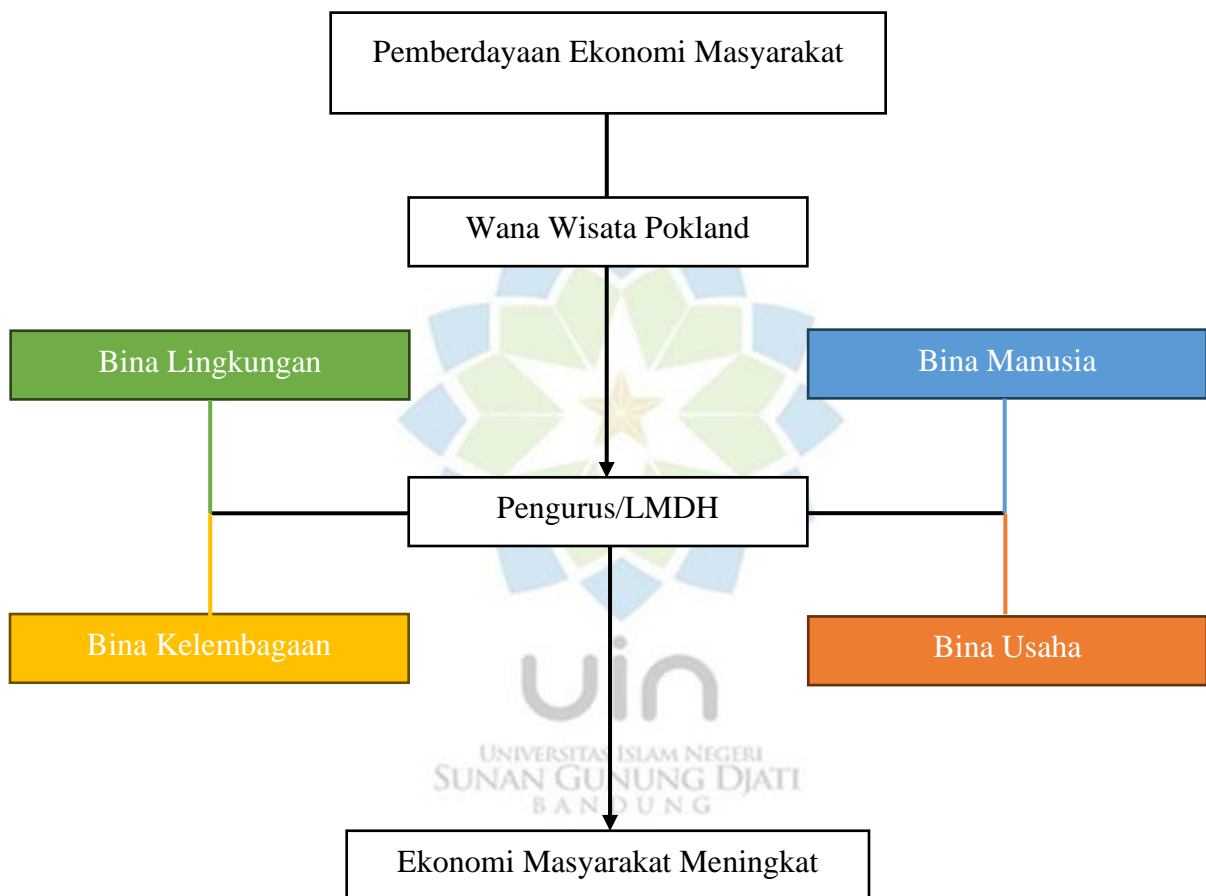 Pemberdayaan Ekonomi Masyarakat
Wana Wisata Pokland
Bina Lingkungan
Bina Manusia
Pengurus/LMDH
Bina Kelembagaan
Bina Usaha
uin
UNIVERSITAS ISLAM NEGERI
SUNAN GUNUNG DJATI
BANDUNG
Ekonomi Masyarakat Meningkat